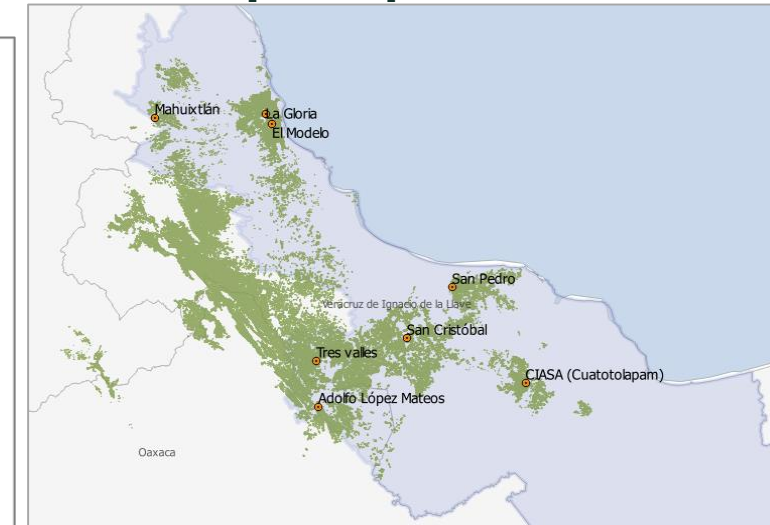 Mahuixtlán
La Gloria
El Modelo
San Pedro
Veracruz de Ignacio de la Llave
San Cristóbal
Tres valles
CIASA (Cuatotolapam)
Adolfo López Mateos
Oaxaca